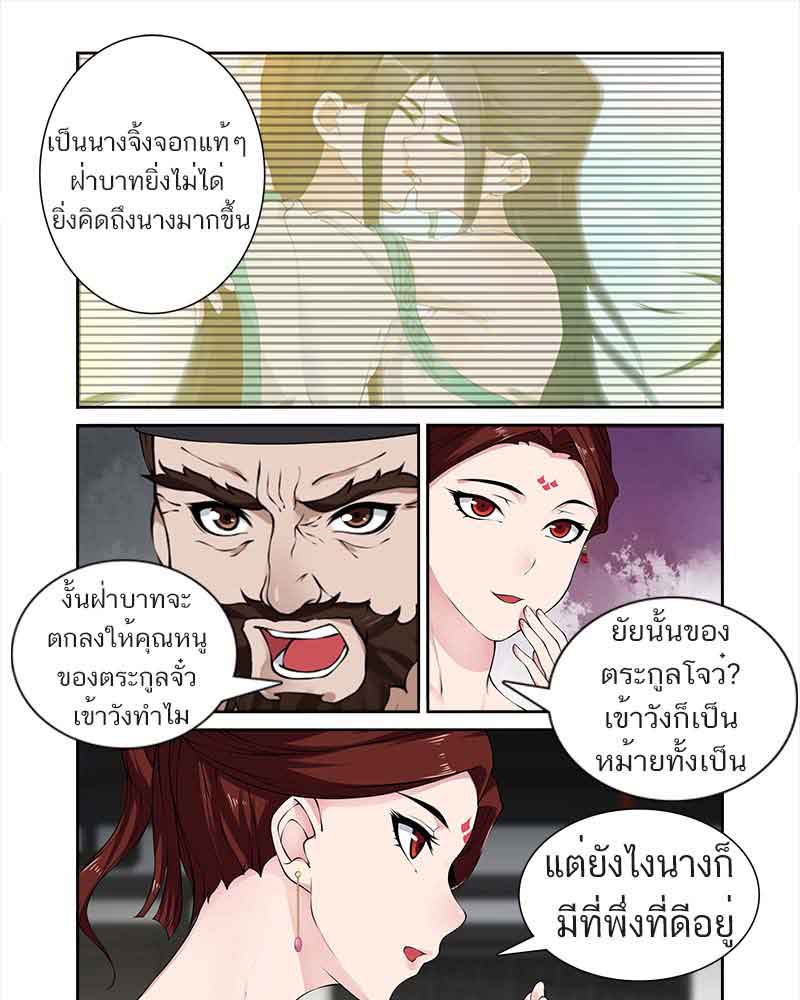 เป็นนางจิ้งจอกแท้ๆ
ฝ่าบาทยิ่งไม่ได้
ยิ่งคิดถึงนางมากขึ้น
งั้นฝ่าบาทจะ
ตกลงให้คุณหนู
ของตระกูลจั๋ว
เข้าวังทำไม
ยัยนั้นของ
ตระกูลโจว๋?
เข้าวังก็เป็น
หม้ายทั้งเป็น
แต่ยังไงนางก็
มีที่พึ่งที่ดีอยู่